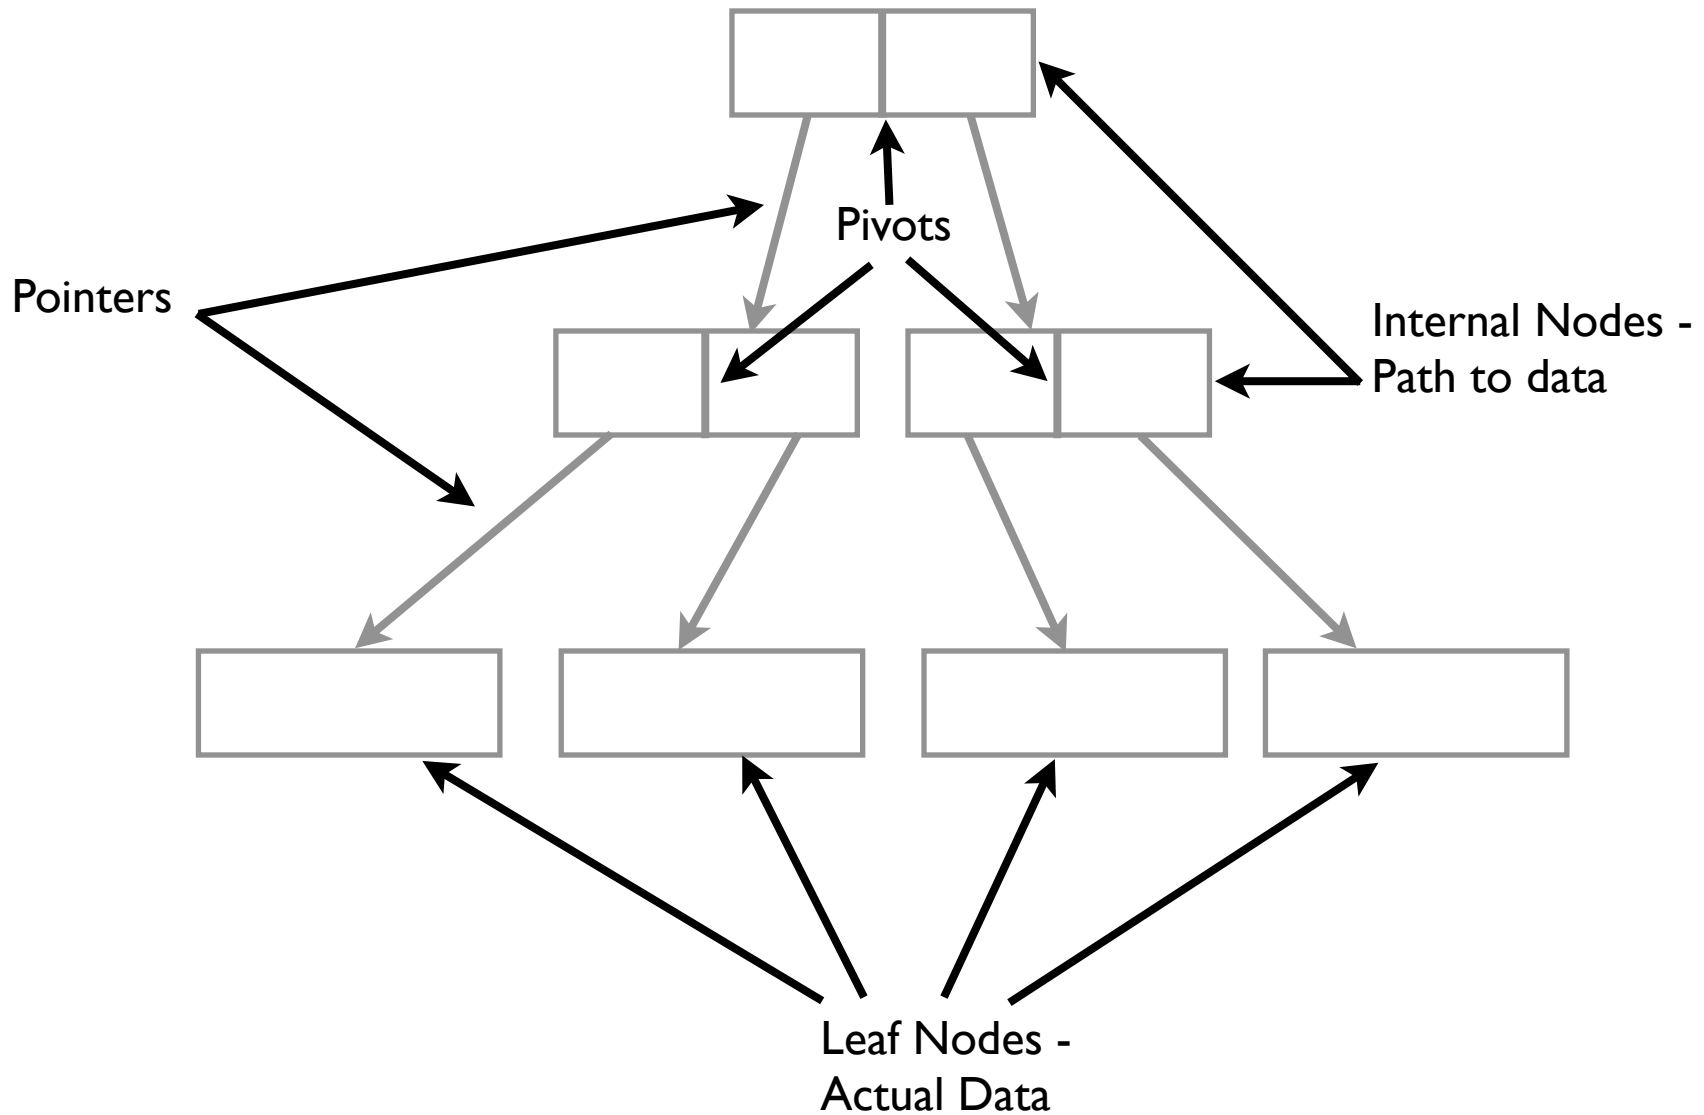 Pivots
Pointers
Internal Nodes -
Path to data
Leaf Nodes -
Actual Data